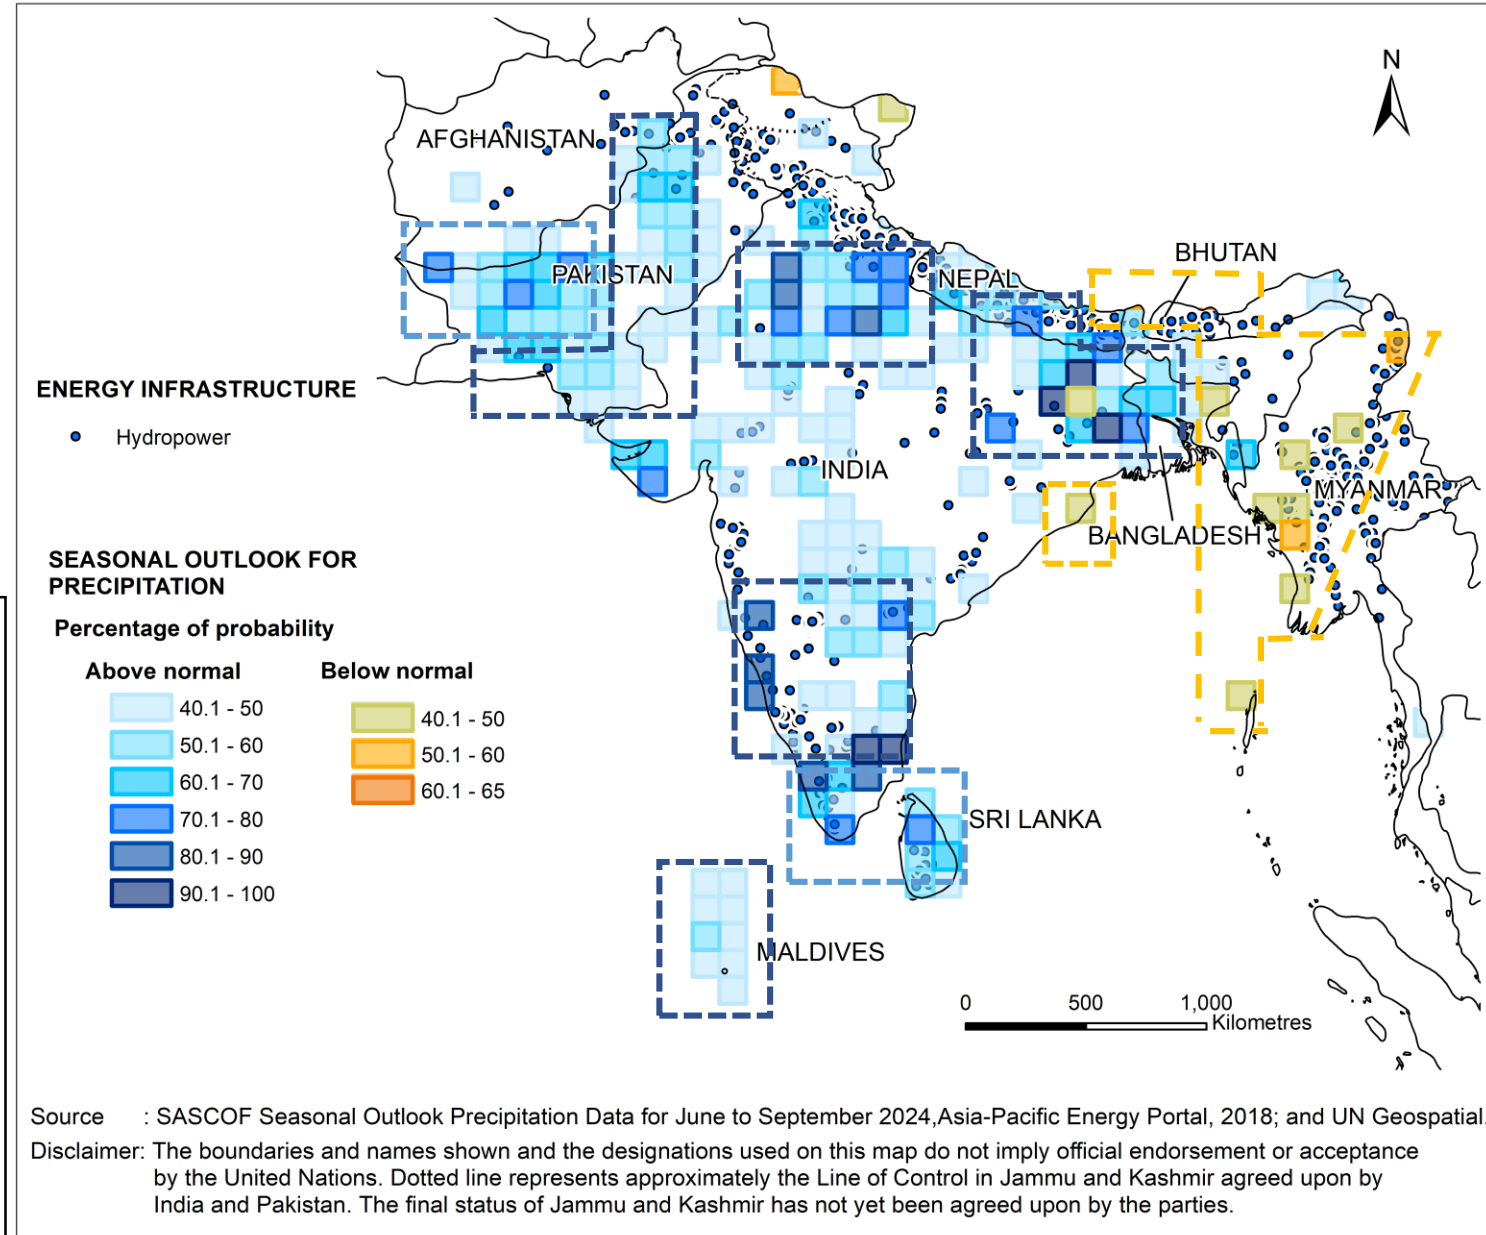 N
AFGHANISTAN
PAKISTAN
NEPAL
BHUTAN
INDIA
BANGLADESH
MYANMAR
SRI LANKA
MALDIVES
ENERGY INFRASTRUCTURE
Hydropower
SEASONAL OUTLOOK FOR
PRECIPITATION
Percentage of probability
Above normal
40.1 - 50
50.1 - 60
60.1 - 70
70.1 - 80
80.1 - 90
90.1 - 100
Below normal
40.1 - 50
50.1 - 60
60.1 - 65
0 500 1,000
Kilometres
Source : SASCOF Seasonal Outlook Precipitation Data for June to September 2024,Asia-Pacific Energy Portal, 2018; and UN Geospatial.
Disclaimer: The boundaries and names shown and the designations used on this map do not imply official endorsement or acceptance
by the United Nations. Dotted line represents approximately the Line of Control in Jammu and Kashmir agreed upon by
India and Pakistan. The final status of Jammu and Kashmir has not yet been agreed upon by the parties.